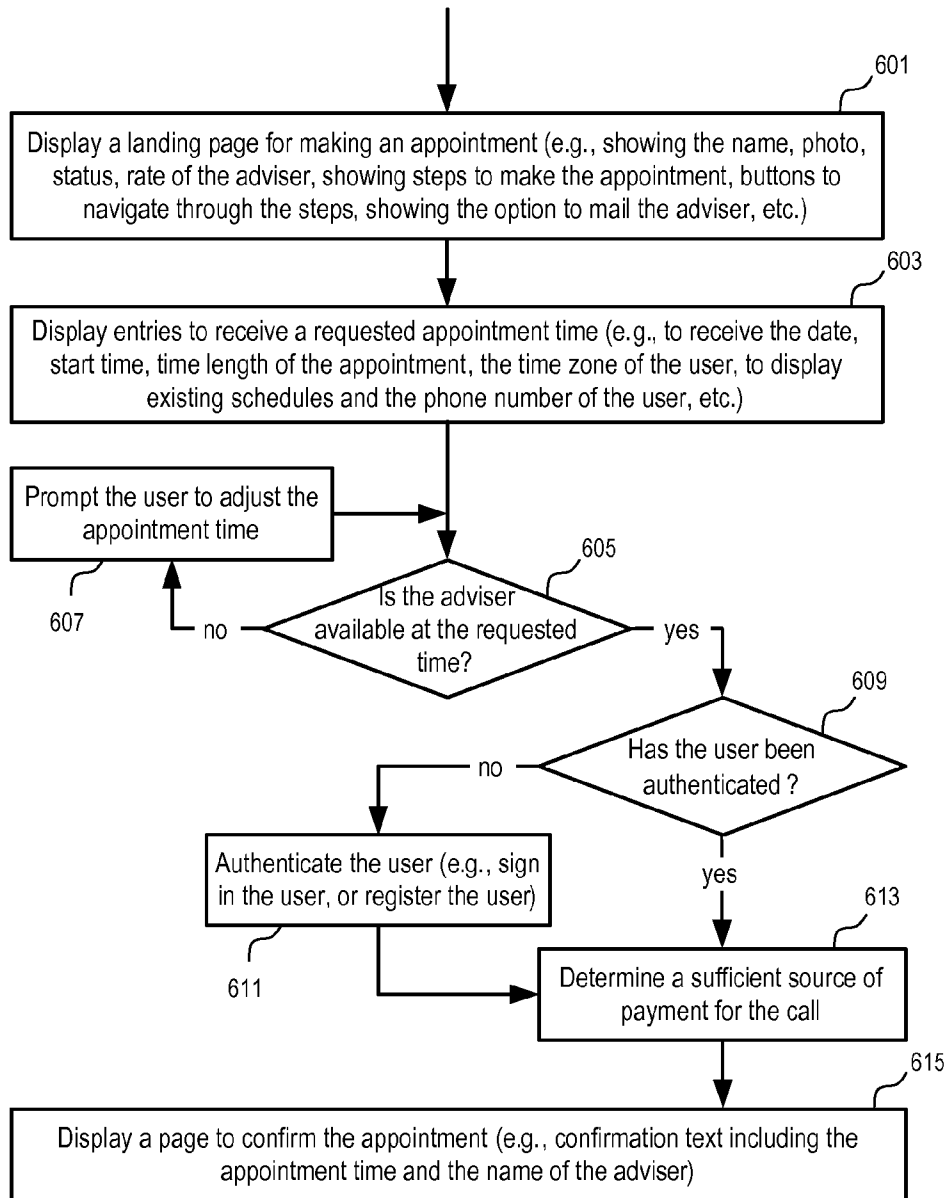 601
Display a landing page for making an appointment (e.g., showing the name, photo,
status, rate of the adviser, showing steps to make the appointment, buttons to
navigate through the steps, showing the option to mail the adviser, etc.)
603
Display entries to receive a requested appointment time (e.g., to receive the date,
start time, time length of the appointment, the time zone of the user, to display
existing schedules and the phone number of the user, etc.)
Prompt the user to adjust the
appointment time
607
605
Is the adviser
available at the requested
time?
no
yes
609
Has the user been
authenticated ?
no
yes
Authenticate the user (e.g., sign
in the user, or register the user)
611
613
Determine a sufficient source of
payment for the call
615
Display a page to confirm the appointment (e.g., confirmation text including the
appointment time and the name of the adviser)